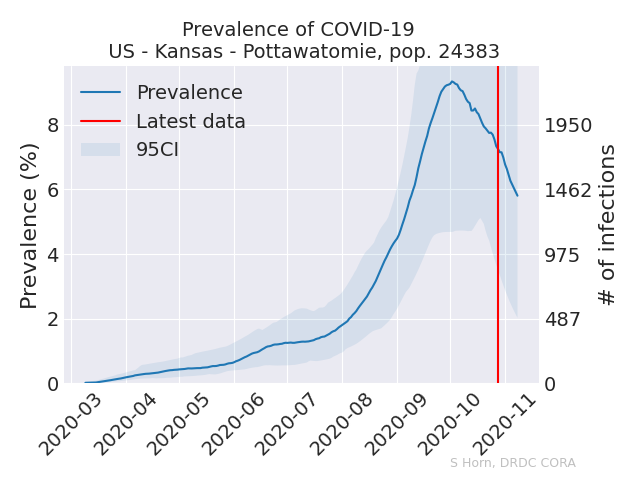 Prevalence of COVID-19
US - Kansas - Pottawatomie, pop. 24383
Prevalence
Latest data
95CI
Prevalence (%)
8
6
4
2
0
1950
1462
975
487
0
# of infections
2020-03
2020-04
2020-05
2020-06
2020-07
2020-08
2020-09
2020-10
2020-11
S Horn, DRDC CORA